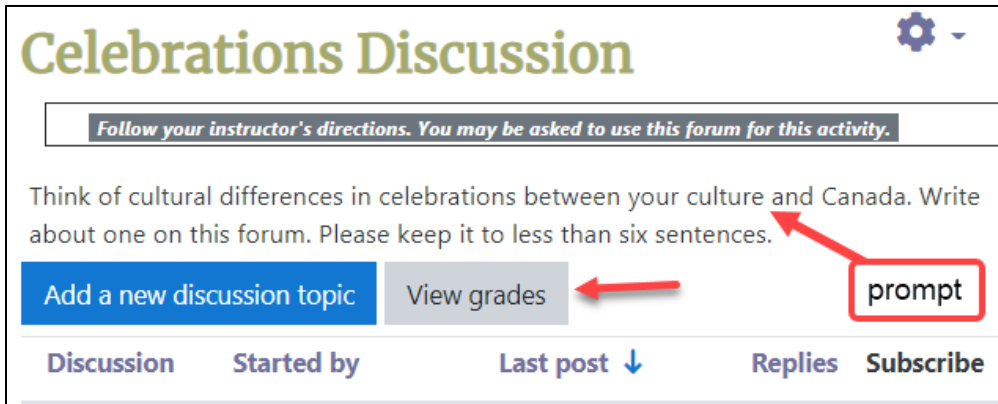 Celebrations Discussion
Follow your instructor's directions. You may be asked to use this forum for this activity.
Think of cultural differences in celebrations between your culture and Canada. Write
about one on this forum. Please keep it to less than six sentences.
Add a new discussion topic View grades prompt
Discussion Started by Last post Replies Subscribe